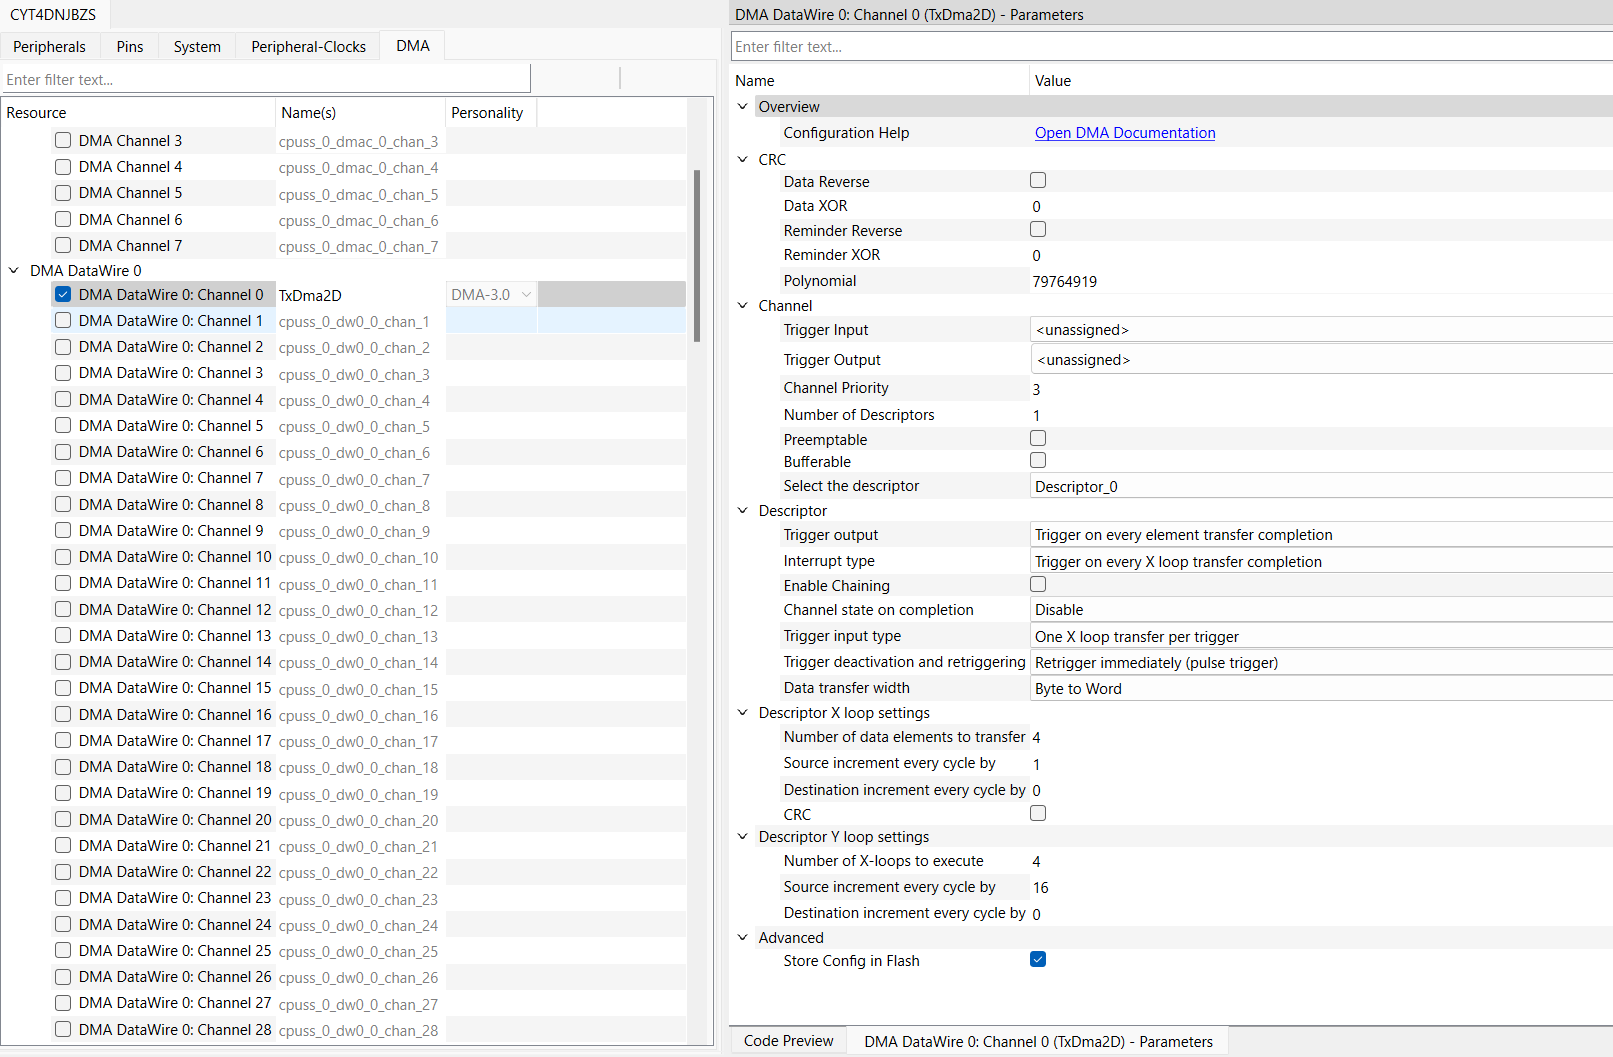 CYT4DNJBZS
Peripherals Pins System Peripheral-Clocks DMA
Enter filter text...
Resource Name(s) Personality
DMA Channel 3 cpuss_0_dmac_0_chan_3
DMA Channel 4 cpuss_0_dmac_0_chan_4
DMA Channel 5 cpuss_0_dmac_0_chan_5
DMA Channel 6 cpuss_0_dmac_0_chan_6
DMA Channel 7 cpuss_0_dmac_0_chan_7
DMA DataWire 0
DMA DataWire 0: Channel 0 TxDma2D DMA-3.0
DMA DataWire 0: Channel 1 cpuss_0_dw0_0_chan_1
DMA DataWire 0: Channel 2 cpuss_0_dw0_0_chan_2
DMA DataWire 0: Channel 3 cpuss_0_dw0_0_chan_3
DMA DataWire 0: Channel 4 cpuss_0_dw0_0_chan_4
DMA DataWire 0: Channel 5 cpuss_0_dw0_0_chan_5
DMA DataWire 0: Channel 6 cpuss_0_dw0_0_chan_6
DMA DataWire 0: Channel 7 cpuss_0_dw0_0_chan_7
DMA DataWire 0: Channel 8 cpuss_0_dw0_0_chan_8
DMA DataWire 0: Channel 9 cpuss_0_dw0_0_chan_9
DMA DataWire 0: Channel 10 cpuss_0_dw0_0_chan_10
DMA DataWire 0: Channel 11 cpuss_0_dw0_0_chan_11
DMA DataWire 0: Channel 12 cpuss_0_dw0_0_chan_12
DMA DataWire 0: Channel 13 cpuss_0_dw0_0_chan_13
DMA DataWire 0: Channel 14 cpuss_0_dw0_0_chan_14
DMA DataWire 0: Channel 15 cpuss_0_dw0_0_chan_15
DMA DataWire 0: Channel 16 cpuss_0_dw0_0_chan_16
DMA DataWire 0: Channel 17 cpuss_0_dw0_0_chan_17
DMA DataWire 0: Channel 18 cpuss_0_dw0_0_chan_18
DMA DataWire 0: Channel 19 cpuss_0_dw0_0_chan_19
DMA DataWire 0: Channel 20 cpuss_0_dw0_0_chan_20
DMA DataWire 0: Channel 21 cpuss_0_dw0_0_chan_21
DMA DataWire 0: Channel 22 cpuss_0_dw0_0_chan_22
DMA DataWire 0: Channel 23 cpuss_0_dw0_0_chan_23
DMA DataWire 0: Channel 24 cpuss_0_dw0_0_chan_24
DMA DataWire 0: Channel 25 cpuss_0_dw0_0_chan_25
DMA DataWire 0: Channel 26 cpuss_0_dw0_0_chan_26
DMA DataWire 0: Channel 27 cpuss_0_dw0_0_chan_27
DMA DataWire 0: Channel 28 cpuss_0_dw0_0_chan_28
DMA DataWire 0: Channel 0 (TxDma2D) - Parameters
Enter filter text...
Name Value
Overview
Configuration Help Open DMA Documentation
CRC
Data Reverse
Data XOR 0
Reminder Reverse
Reminder XOR 0
Polynomial 79764919
Channel
Trigger Input <unassigned>
Trigger Output <unassigned>
Channel Priority 3
Number of Descriptors 1
Preemptable
Bufferable
Select the descriptor Descriptor_0
Descriptor
Trigger output Trigger on every element transfer completion
Interrupt type Trigger on every X loop transfer completion
Enable Chaining
Channel state on completion Disable
Trigger input type One X loop transfer per trigger
Trigger deactivation and retriggering Retrigger immediately (pulse trigger)
Data transfer width Byte to Word
Descriptor X loop settings
Number of data elements to transfer 4
Source increment every cycle by 1
Destination increment every cycle by 0
CRC
Descriptor Y loop settings
Number of X-loops to execute 4
Source increment every cycle by 16
Destination increment every cycle by 0
Advanced
Store Config in Flash
Code Preview DMA DataWire 0: Channel 0 (TxDma2D) - Parameters